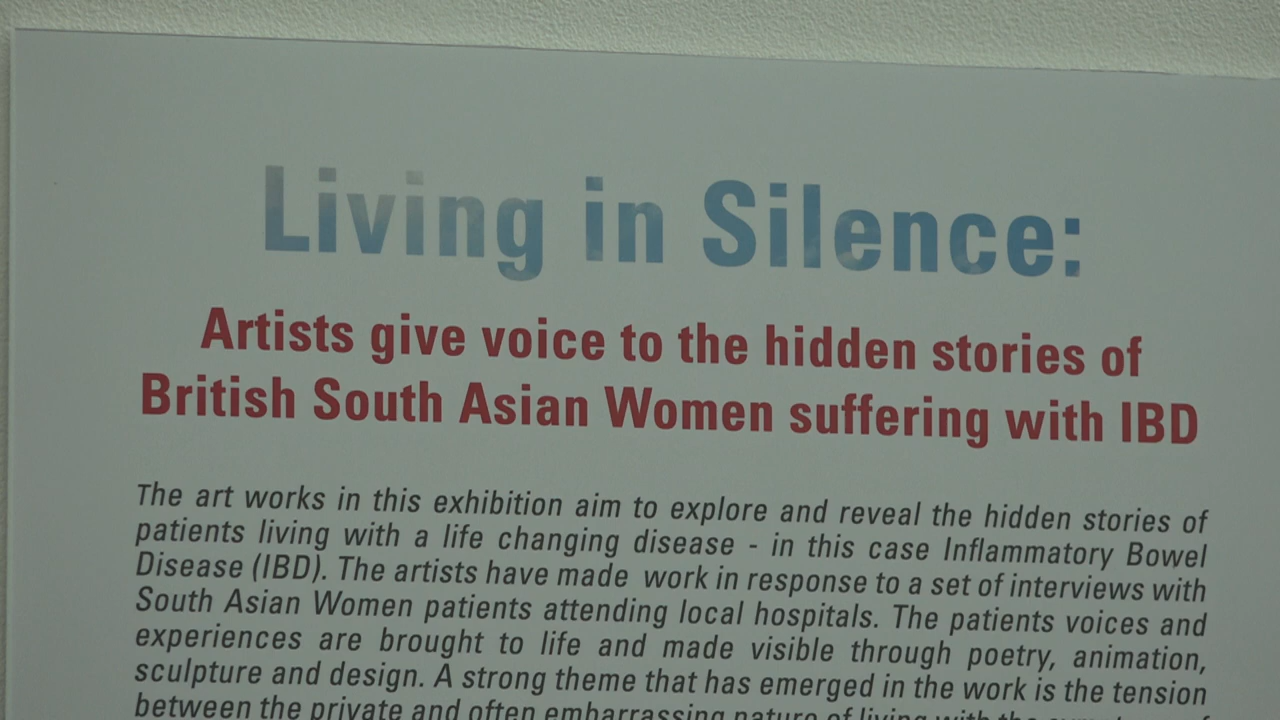 Living in Silence:
Artists give voice to the hidden stories of
British South Asian Women suffering with IBD
The art works in this exhibition aim to explore and reveal the hidden stories of
patients living with a life changing disease - in this case Inflammatory Bowel
Disease (IBD). The artists have made work in response to a set of interviews with
South Asian Women patients attending local hospitals. The patients voices and
experiences are brought to life and made visible through poetry, animation,
sculpture and design. A strong theme that has emerged in the work is the tension
between the private and often embarrassing nature of living with the